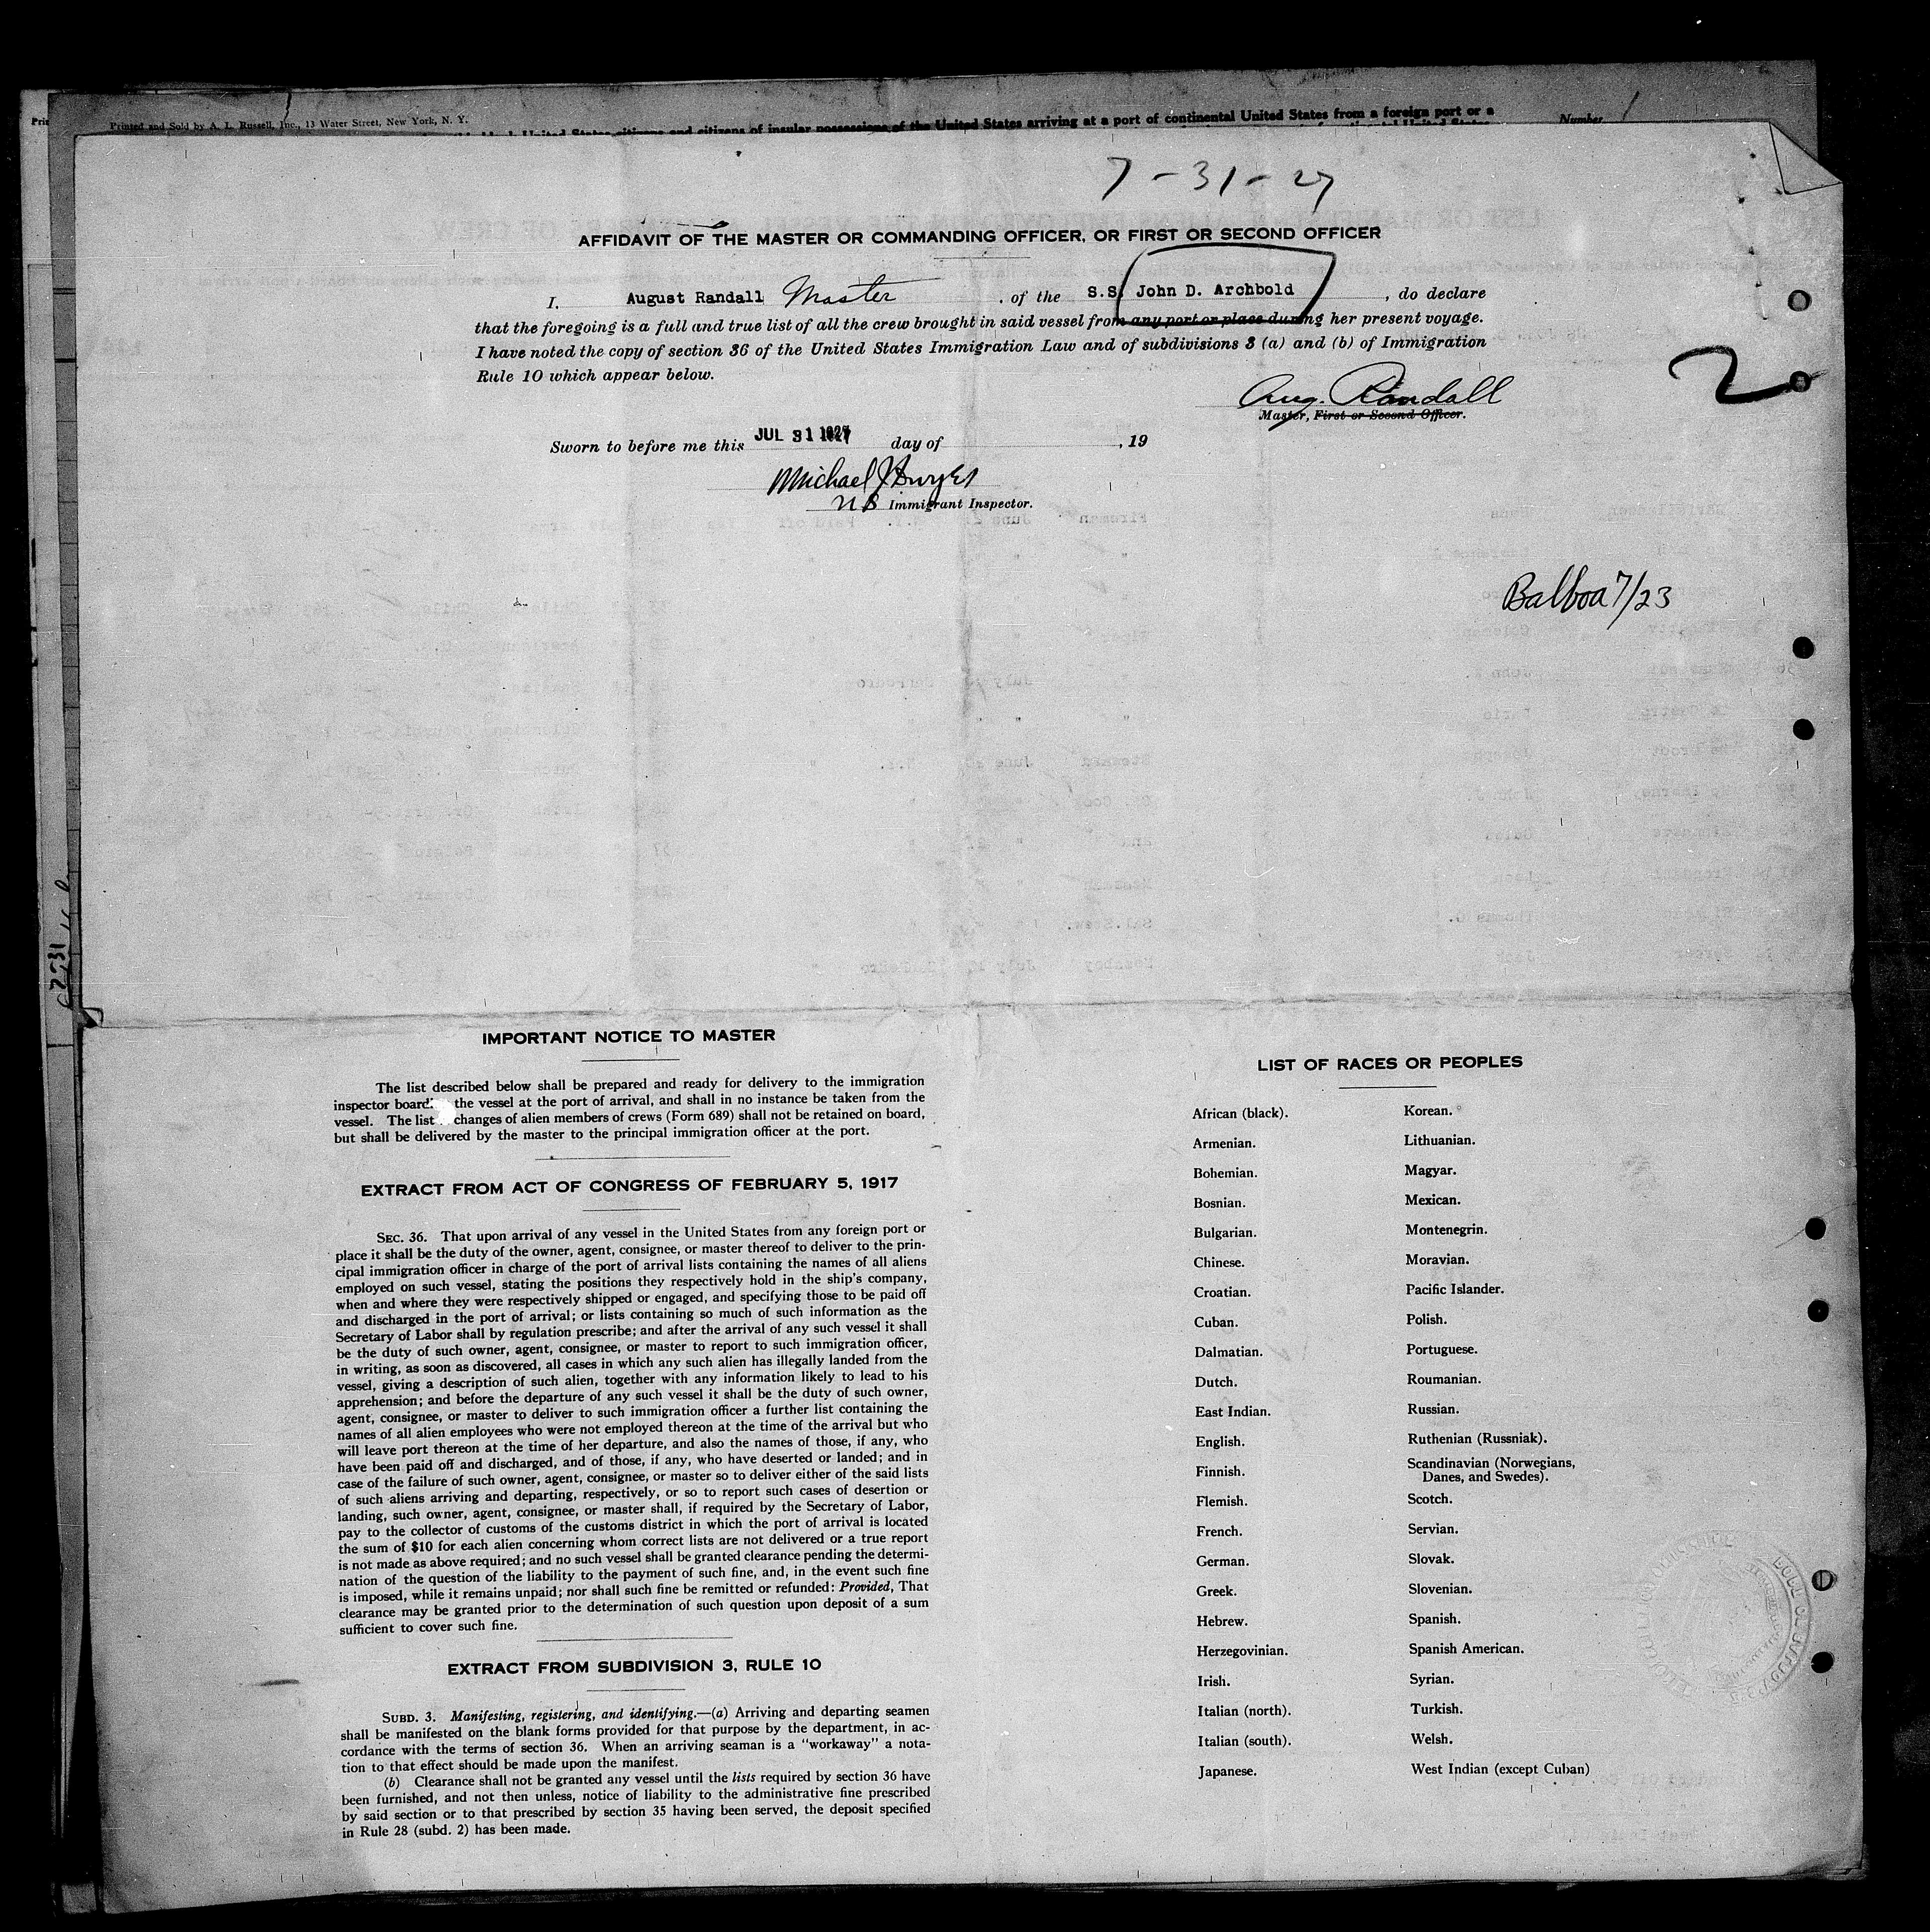 Printed and Sold by A. L. Russell, Inc., 13 Water Street, New York, N. Y.
United States citizens and citizens of insular possessions of the United States arriving at a port of continental United States from a foreign port or a
Number
7-31-27
AFFIDAVIT OF THE MASTER OR COMMANDING OFFICER, OR FIRST OR SECOND OFFICER
I, August Randall Master, of the S.S. John D. Archbold, do declare
that the foregoing is a full and true list of all the crew brought in said vessel from any port or place during her present voyage.
I have noted the copy of section 36 of the United States Immigration Law and of subdivisions 3 (a) and (b) of Immigration
Rule 10 which appear below.
2
Aug. Randall
Master, First or Second Officer.
Sworn to before me this JUL 31 1927 day of , 19
Michael J Dwyer
U S Immigrant Inspector.
Balboa 7/23
IMPORTANT NOTICE TO MASTER
The list described below shall be prepared and ready for delivery to the immigration
inspector board the vessel at the port of arrival, and shall in no instance be taken from the
vessel. The list changes of alien members of crews (Form 689) shall not be retained on board,
but shall be delivered by the master to the principal immigration officer at the port.
EXTRACT FROM ACT OF CONGRESS OF FEBRUARY 5, 1917
SEC. 36. That upon arrival of any vessel in the United States from any foreign port or
place it shall be the duty of the owner, agent, consignee, or master thereof to deliver to the prin-
cipal immigration officer in charge of the port of arrival lists containing the names of all aliens
employed on such vessel, stating the positions they respectively hold in the ship's company,
when and where they were respectively shipped or engaged, and specifying those to be paid off
and discharged in the port of arrival; or lists containing so much of such information as the
Secretary of Labor shall by regulation prescribe; and after the arrival of any such vessel it shall
be the duty of such owner, agent, consignee, or master to report to such immigration officer,
in writing, as soon as discovered, all cases in which any such alien has illegally landed from the
vessel, giving a description of such alien, together with any information likely to lead to his
apprehension; and before the departure of any such vessel it shall be the duty of such owner,
agent, consignee, or master to deliver to such immigration officer a further list containing the
names of all alien employees who were not employed thereon at the time of the arrival but who
will leave port thereon at the time of her departure, and also the names of those, if any, who
have been paid off and discharged, and of those, if any, who have deserted or landed; and in
case of the failure of such owner, agent, consignee, or master so to deliver either of the said lists
of such aliens arriving and departing, respectively, or so to report such cases of desertion or
landing, such owner, agent, consignee, or master shall, if required by the Secretary of Labor,
pay to the collector of customs of the customs district in which the port of arrival is located
the sum of $10 for each alien concerning whom correct lists are not delivered or a true report
is not made as above required; and no such vessel shall be granted clearance pending the determi-
nation of the question of the liability to the payment of such fine, and, in the event such fine
is imposed, while it remains unpaid; nor shall such fine be remitted or refunded: Provided, That
clearance may be granted prior to the determination of such question upon deposit of a sum
sufficient to cover such fine.
EXTRACT FROM SUBDIVISION 3, RULE 10
SUBD. 3. Manifesting, registering, and identifying.—(a) Arriving and departing seamen
shall be manifested on the blank forms provided for that purpose by the department, in ac-
cordance with the terms of section 36. When an arriving seaman is a "workaway" a nota-
tion to that effect should be made upon the manifest.
(b) Clearance shall not be granted any vessel until the lists required by section 36 have
been furnished, and not then unless, notice of liability to the administrative fine prescribed
by said section or to that prescribed by section 35 having been served, the deposit specified
in Rule 28 (subd. 2) has been made.
LIST OF RACES OR PEOPLES
African (black).
Armenian.
Bohemian.
Bosnian.
Bulgarian.
Chinese.
Croatian.
Cuban.
Dalmatian.
Dutch.
East Indian.
English.
Finnish.
Flemish.
French.
German.
Greek.
Hebrew.
Herzegovinian.
Irish.
Italian (north).
Italian (south).
Japanese.
Korean.
Lithuanian.
Magyar.
Mexican.
Montenegrin.
Moravian.
Pacific Islander.
Polish.
Portuguese.
Roumanian.
Russian.
Ruthenian (Russniak).
Scandinavian (Norwegians,
Danes, and Swedes).
Scotch.
Servian.
Slovak.
Slovenian.
Spanish.
Spanish American.
Syrian.
Turkish.
Welsh.
West Indian (except Cuban)